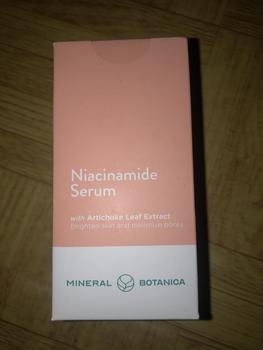 Niacinamide
Serum
with Artichoke Leaf Extract
Brighten skin and minimize pores
MINERAL BOTANICA